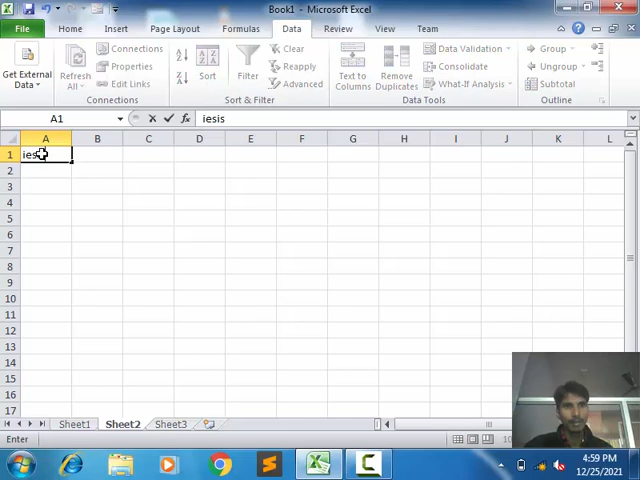 Book1 - Microsoft Excel
File Home Insert Page Layout Formulas Data Review View Team
Get External Data
Refresh All
Connections
Properties
Edit Links
Connections
Sort
Filter
Clear
Reapply
Advanced
Sort & Filter
Text to Columns
Remove Duplicates
Data Validation
Consolidate
What-If Analysis
Data Tools
Group
Ungroup
Subtotal
Outline
A1 fx iesis
A B C D E F G H I J K L
1 ies
2
3
4
5
6
7
8
9
10
11
12
13
14
15
16
17
Sheet1 Sheet2 Sheet3
Enter 10
4:59 PM
12/25/2021